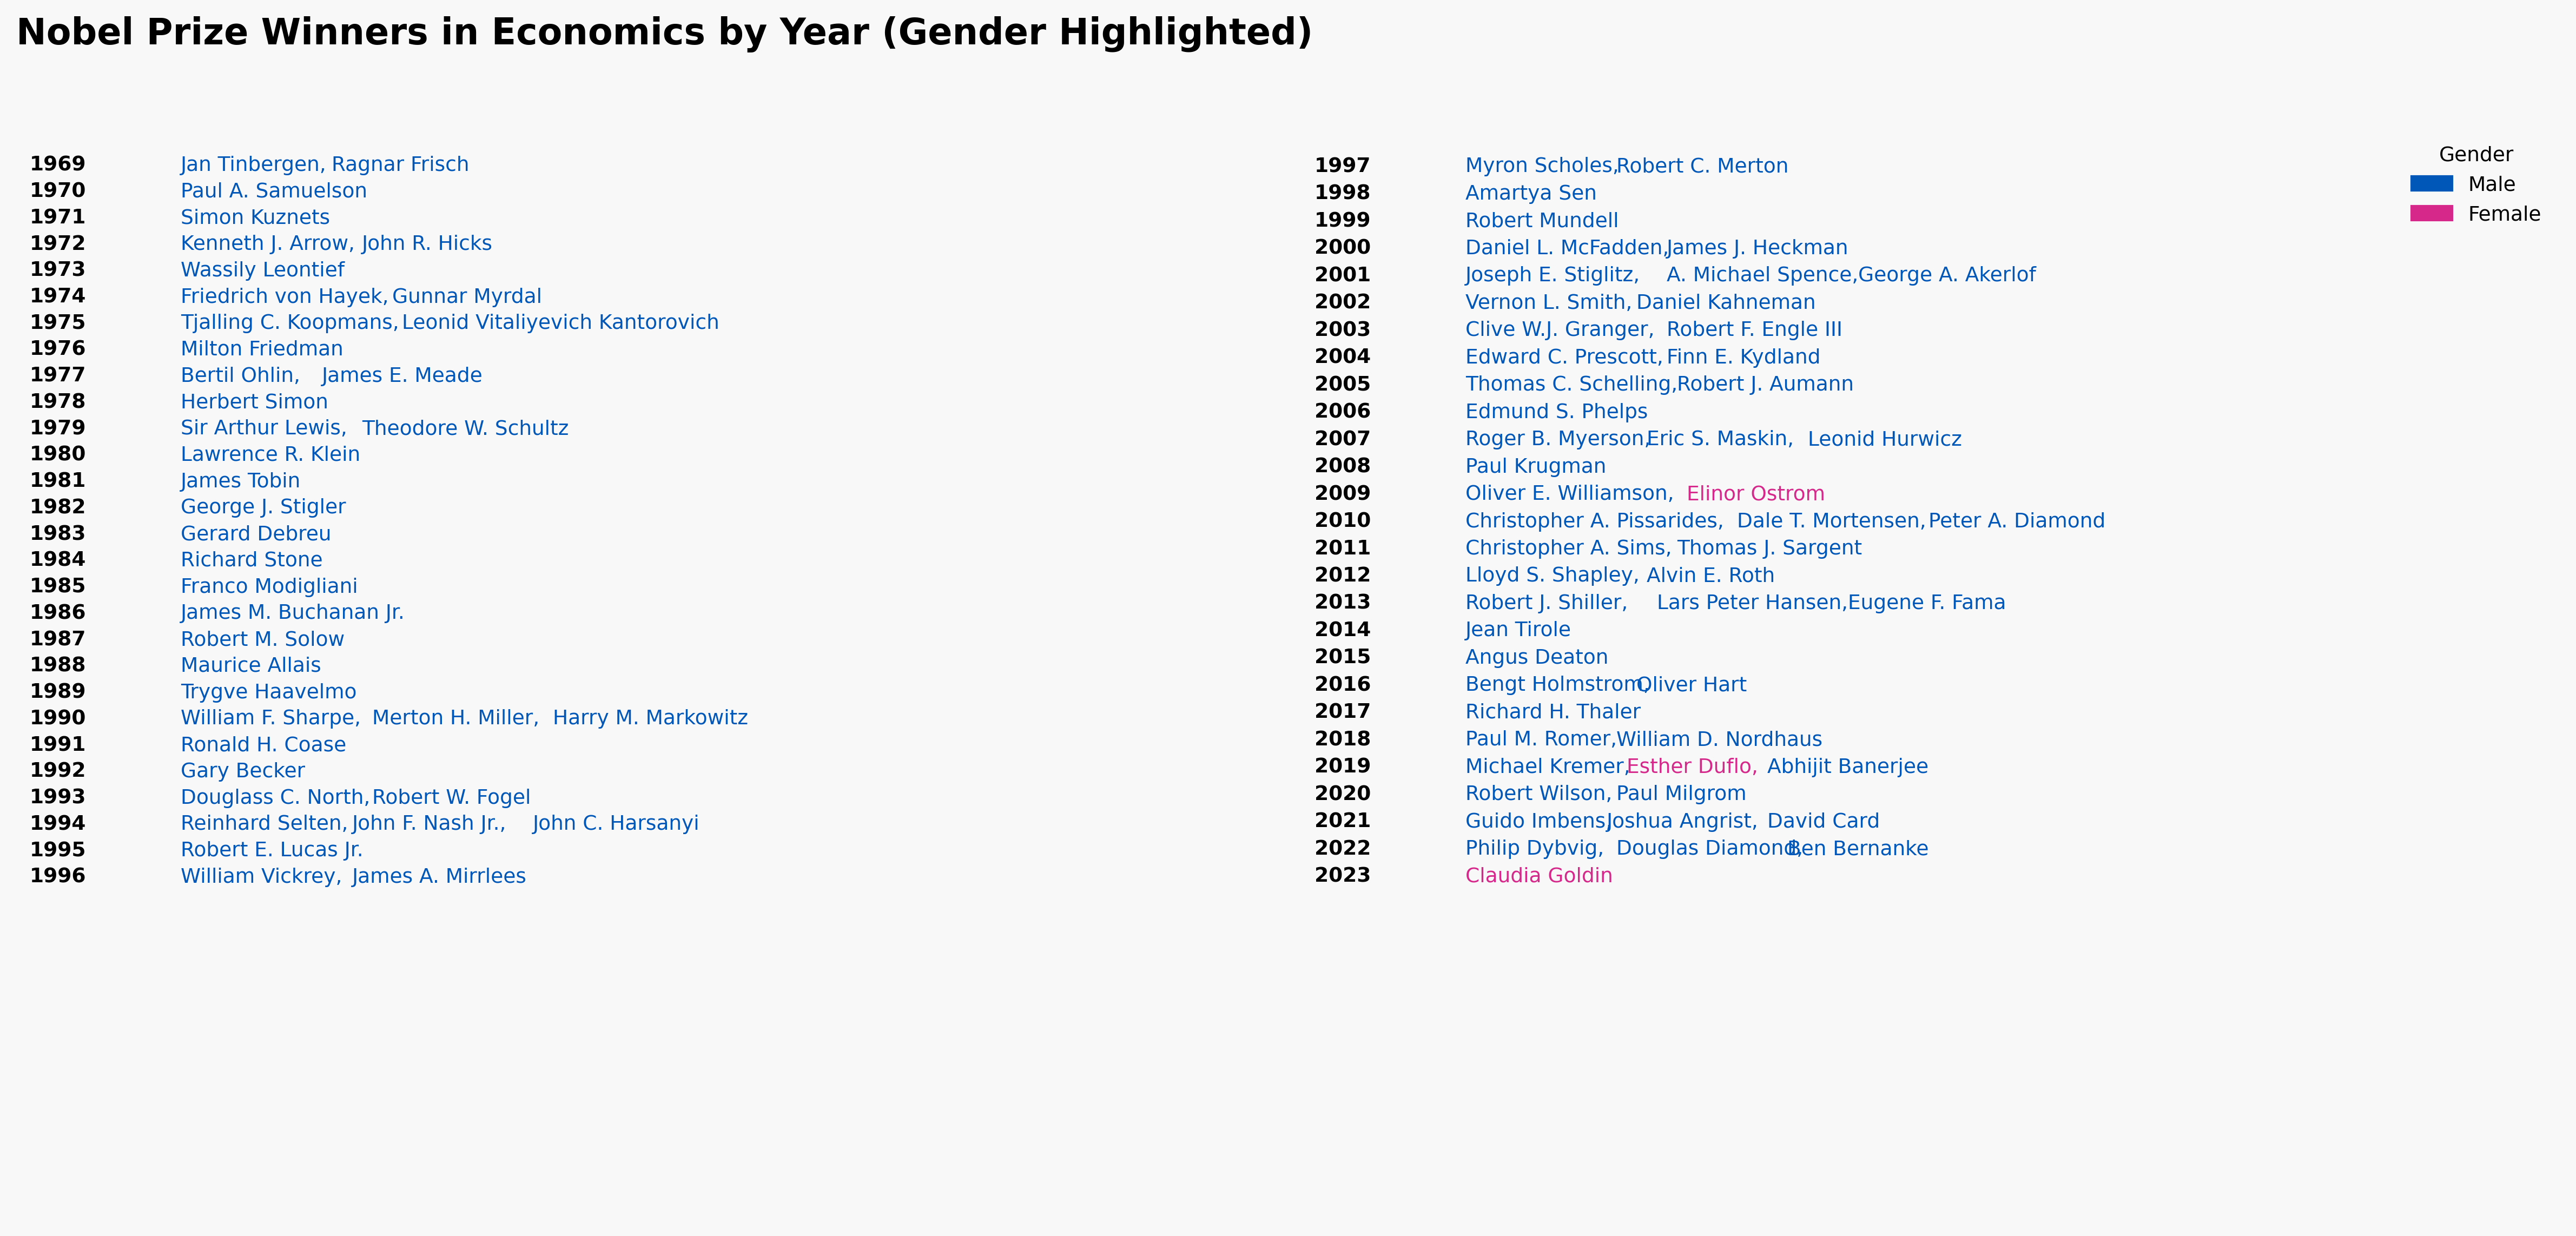 Nobel Prize Winners in Economics by Year (Gender Highlighted)
1969 Jan Tinbergen, Ragnar Frisch
1970 Paul A. Samuelson
1971 Simon Kuznets
1972 Kenneth J. Arrow, John R. Hicks
1973 Wassily Leontief
1974 Friedrich von Hayek, Gunnar Myrdal
1975 Tjalling C. Koopmans, Leonid Vitaliyevich Kantorovich
1976 Milton Friedman
1977 Bertil Ohlin, James E. Meade
1978 Herbert Simon
1979 Sir Arthur Lewis, Theodore W. Schultz
1980 Lawrence R. Klein
1981 James Tobin
1982 George J. Stigler
1983 Gerard Debreu
1984 Richard Stone
1985 Franco Modigliani
1986 James M. Buchanan Jr.
1987 Robert M. Solow
1988 Maurice Allais
1989 Trygve Haavelmo
1990 William F. Sharpe, Merton H. Miller, Harry M. Markowitz
1991 Ronald H. Coase
1992 Gary Becker
1993 Douglass C. North, Robert W. Fogel
1994 Reinhard Selten, John F. Nash Jr., John C. Harsanyi
1995 Robert E. Lucas Jr.
1996 William Vickrey, James A. Mirrlees
1997 Myron Scholes, Robert C. Merton
1998 Amartya Sen
1999 Robert Mundell
2000 Daniel L. McFadden, James J. Heckman
2001 Joseph E. Stiglitz, A. Michael Spence, George A. Akerlof
2002 Vernon L. Smith, Daniel Kahneman
2003 Clive W.J. Granger, Robert F. Engle III
2004 Edward C. Prescott, Finn E. Kydland
2005 Thomas C. Schelling, Robert J. Aumann
2006 Edmund S. Phelps
2007 Roger B. Myerson, Eric S. Maskin, Leonid Hurwicz
2008 Paul Krugman
2009 Oliver E. Williamson, Elinor Ostrom
2010 Christopher A. Pissarides, Dale T. Mortensen, Peter A. Diamond
2011 Christopher A. Sims, Thomas J. Sargent
2012 Lloyd S. Shapley, Alvin E. Roth
2013 Robert J. Shiller, Lars Peter Hansen, Eugene F. Fama
2014 Jean Tirole
2015 Angus Deaton
2016 Bengt Holmstrom, Oliver Hart
2017 Richard H. Thaler
2018 Paul M. Romer, William D. Nordhaus
2019 Michael Kremer, Esther Duflo, Abhijit Banerjee
2020 Robert Wilson, Paul Milgrom
2021 Guido Imbens, Joshua Angrist, David Card
2022 Philip Dybvig, Douglas Diamond, Ben Bernanke
2023 Claudia Goldin
Gender
Male
Female